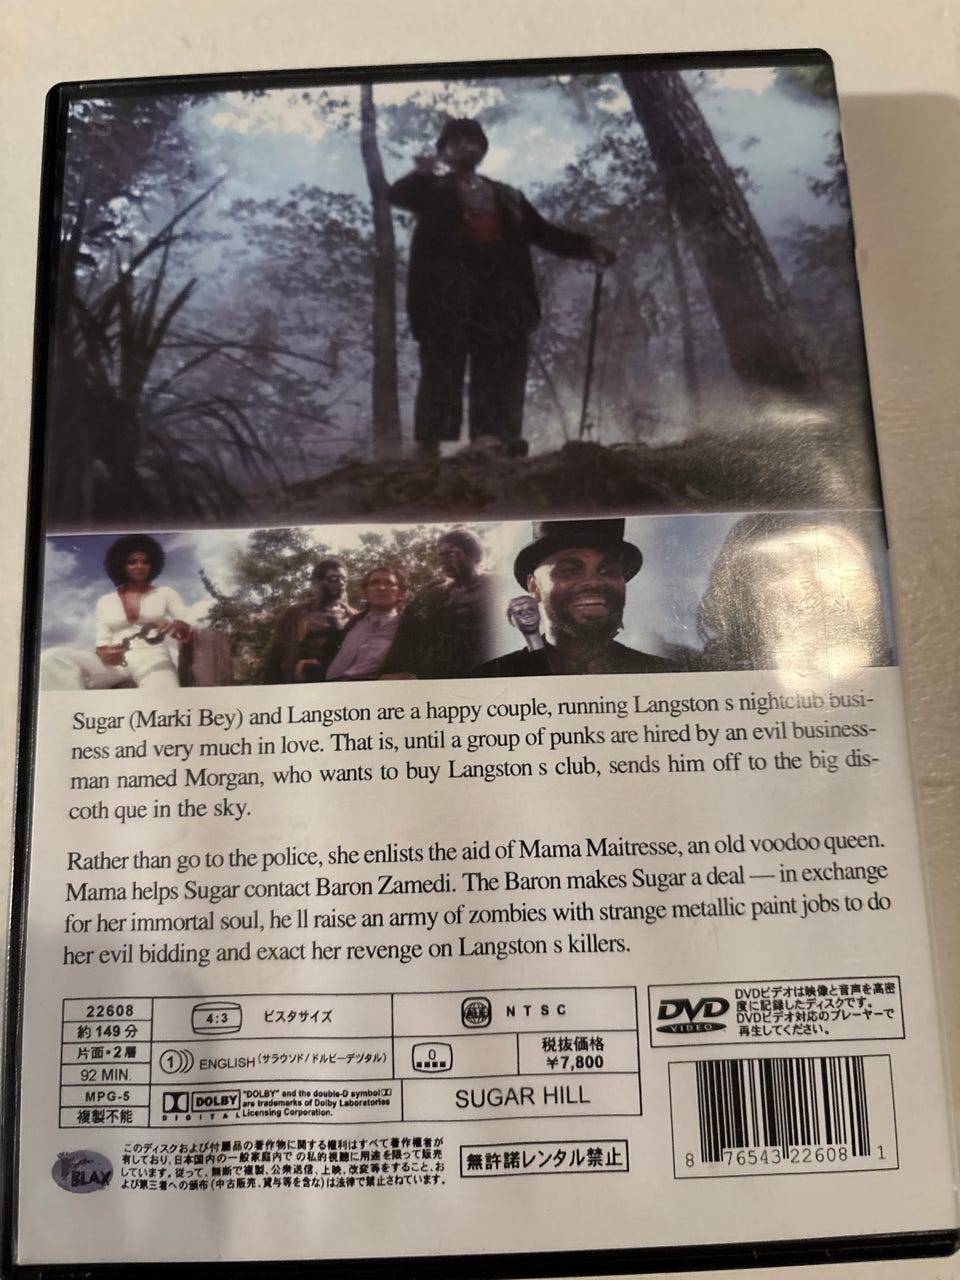 Sugar (Marki Bey) and Langston are a happy couple, running Langston s nightclub busi-
ness and very much in love. That is, until a group of punks are hired by an evil business-
man named Morgan, who wants to buy Langston s club, sends him off to the big dis-
coth que in the sky.
Rather than go to the police, she enlists the aid of Mama Maitresse, an old voodoo queen.
Mama helps Sugar contact Baron Zamedi. The Baron makes Sugar a deal — in exchange
for her immortal soul, he ll raise an army of zombies with strange metallic paint jobs to do
her evil bidding and exact her revenge on Langston s killers.
22608
約149分
片面・2層
92 MIN.
MPG-5
複製不能
4:3 ビスタサイズ
1 ENGLISH(サラウンド/ドルビーデジタル)
DOLBY
DIGITAL
"DOLBY" and the double-D symbol
are trademarks of Dolby Laboratories
Licensing Corporation.
ALL NTSC
0
税抜価格
¥7,800
SUGAR HILL
DVD
VIDEO
DVDビデオは映像と音声を高密
度に記録したディスクです。
DVDビデオ対応のプレーヤーで
再生してください。
BLAX
このディスクおよび付属品の著作物に関する権利はすべて著作権者が
有しており、日本国内の一般家庭内での私的視聴に用途を限って販売
しています。従って、無断で複製、公衆送信、上映、改変等をすること、お
よび第三者への頒布(中古販売、貸与等を含む)は法律で禁止されています。
無許諾レンタル禁止
8 76543 22608 1